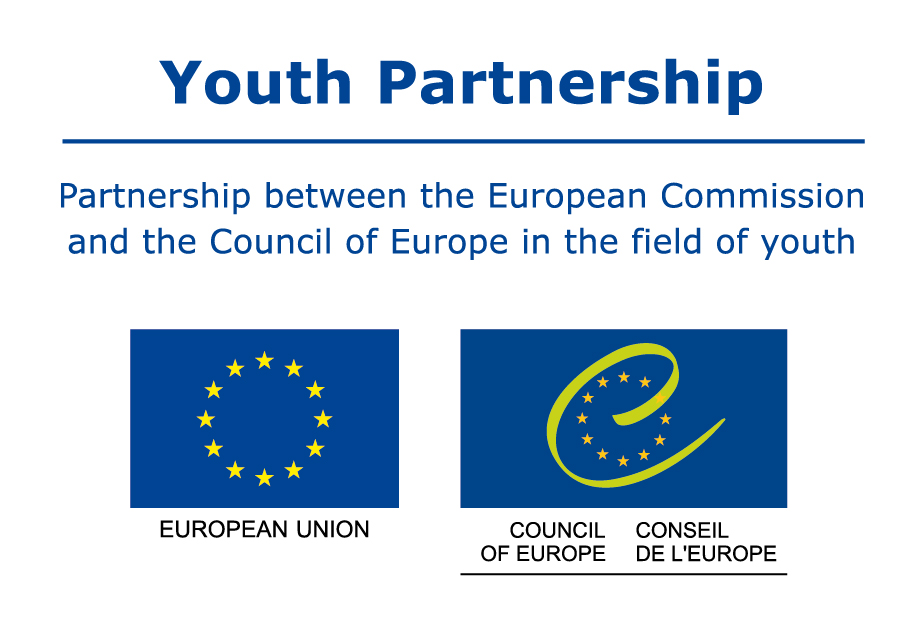 Youth Partnership
Partnership between the European Commission
and the Council of Europe in the field of youth
EUROPEAN UNION
COUNCIL
OF EUROPE
CONSEIL
DE L'EUROPE